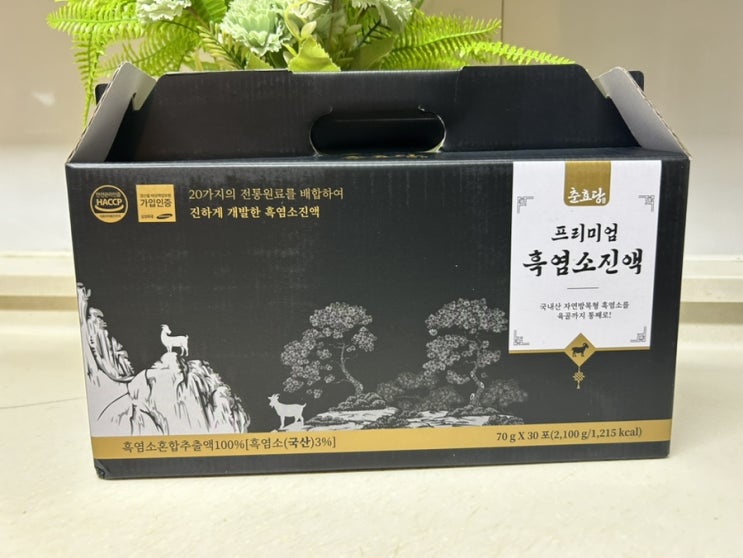 HACCP
가입인증
20가지의 전통원료를 배합하여
진하게 개발한 흑염소진액
춘효당
프리미엄
흑염소진액
국내산 자연방목형 흑염소를
육골까지 통째로!
흑염소혼합추출액100%[흑염소(국산)3%]
70 g X 30 포(2,100 g/1,215 kcal)